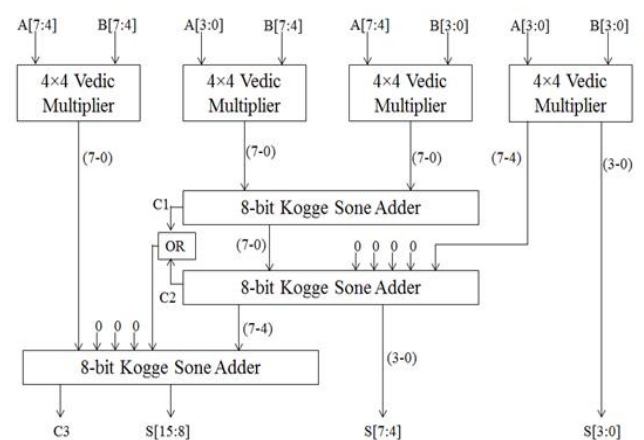 A[7:4] B[7:4] A[3:0] B[7:4] A[7:4] B[3:0] A[3:0] B[3:0]
4×4 Vedic 4×4 Vedic 4×4 Vedic 4×4 Vedic
Multiplier Multiplier Multiplier Multiplier
(7-0) (7-0) (7-0) (7-4) (3-0)
C1 8-bit Kogge Sone Adder
OR (7-0) 0 0 0 0
C2 8-bit Kogge Sone Adder
0 0 0 (7-4)
(3-0)
8-bit Kogge Sone Adder
C3 S[15:8] S[7:4] S[3:0]